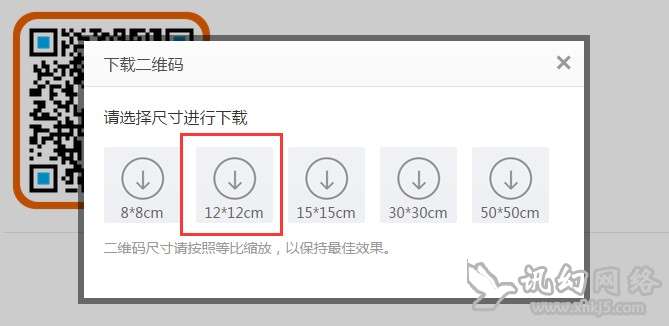 下载二维码
请选择尺寸进行下载
8*8cm 12*12cm 15*15cm 30*30cm 50*50cm
二维码尺寸请按照等比缩放，以保持最佳效果。
讯幻网络
www.xhkj5.com